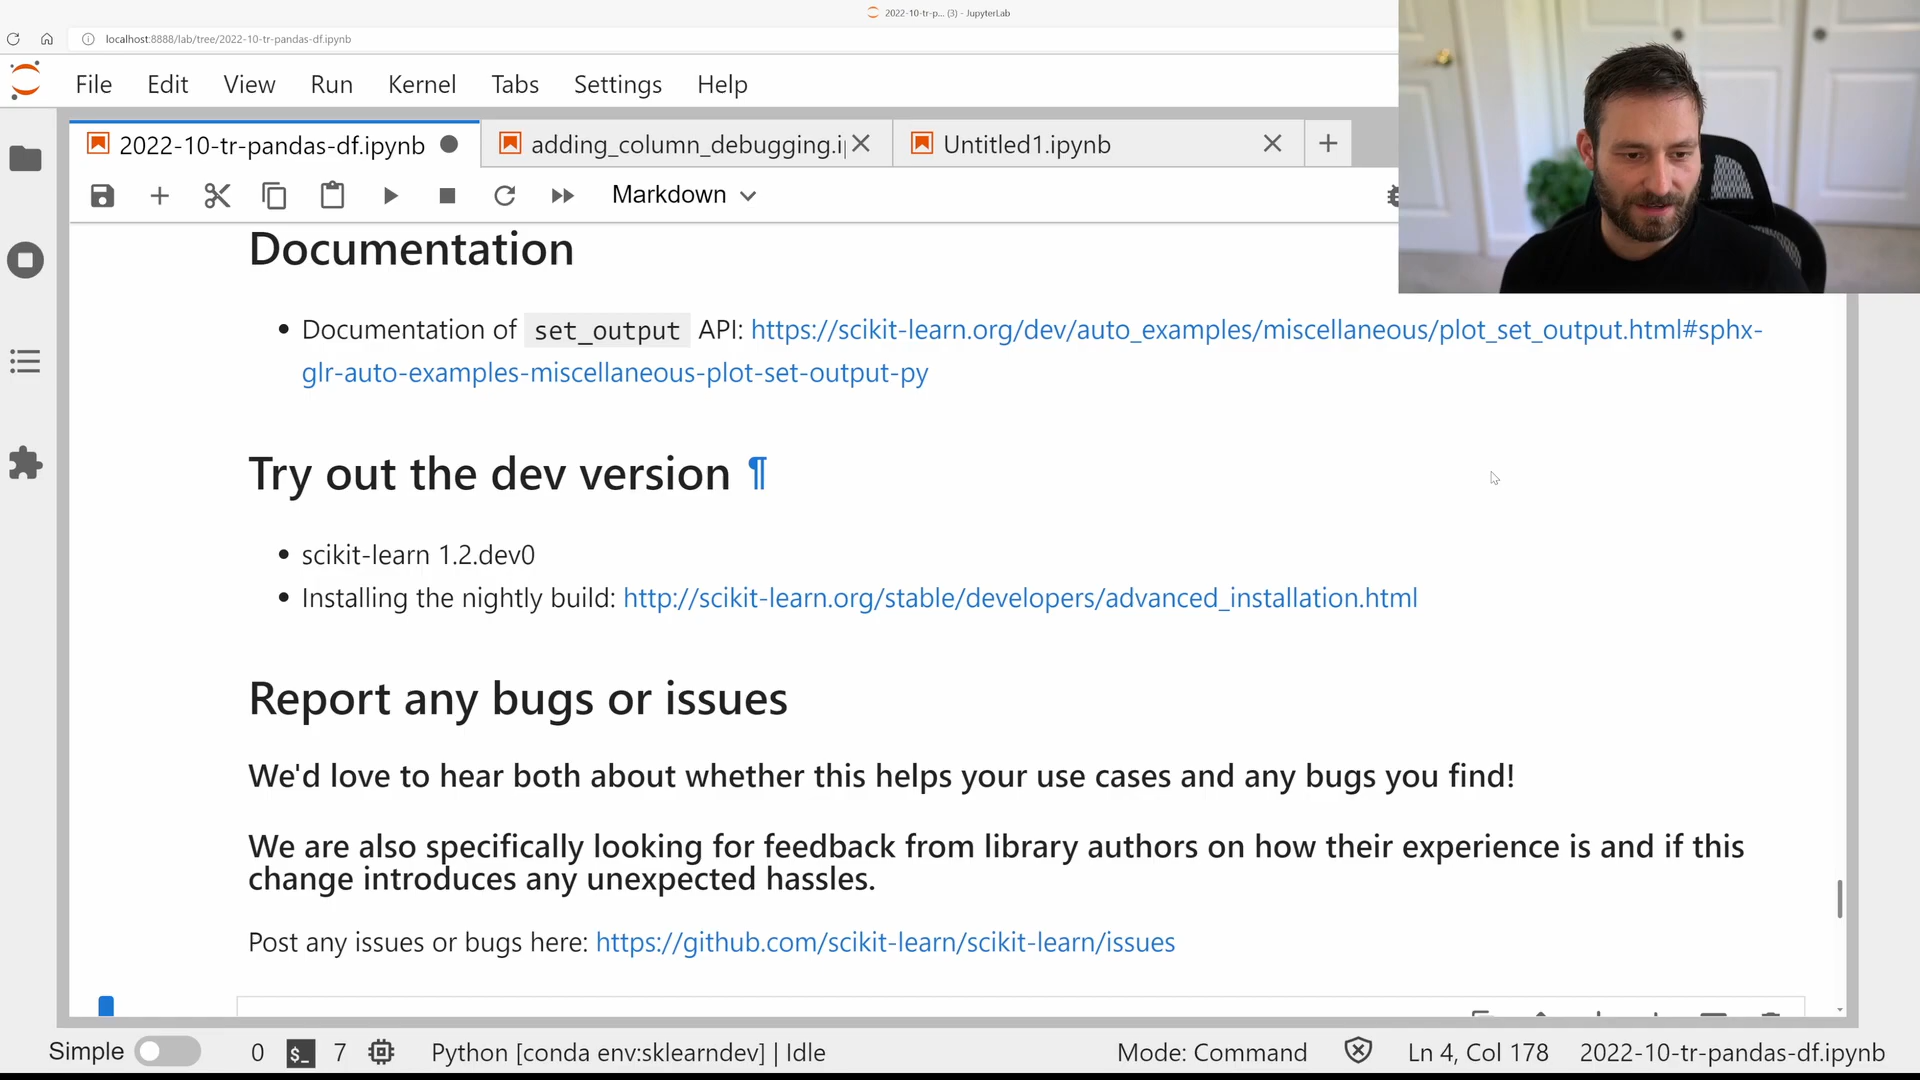 2022-10-tr-p... (3) - JupyterLab
localhost:8888/lab/tree/2022-10-tr-pandas-df.ipynb
File Edit View Run Kernel Tabs Settings Help
2022-10-tr-pandas-df.ipynb adding_column_debugging.i Untitled1.ipynb
Markdown
Documentation
Documentation of set_output API: https://scikit-learn.org/dev/auto_examples/miscellaneous/plot_set_output.html#sphx-
glr-auto-examples-miscellaneous-plot-set-output-py
Try out the dev version ¶
scikit-learn 1.2.dev0
Installing the nightly build: http://scikit-learn.org/stable/developers/advanced_installation.html
Report any bugs or issues
We'd love to hear both about whether this helps your use cases and any bugs you find!
We are also specifically looking for feedback from library authors on how their experience is and if this
change introduces any unexpected hassles.
Post any issues or bugs here: https://github.com/scikit-learn/scikit-learn/issues
Simple 0 $_ 7 Python [conda env:sklearndev] | Idle Mode: Command Ln 4, Col 178 2022-10-tr-pandas-df.ipynb